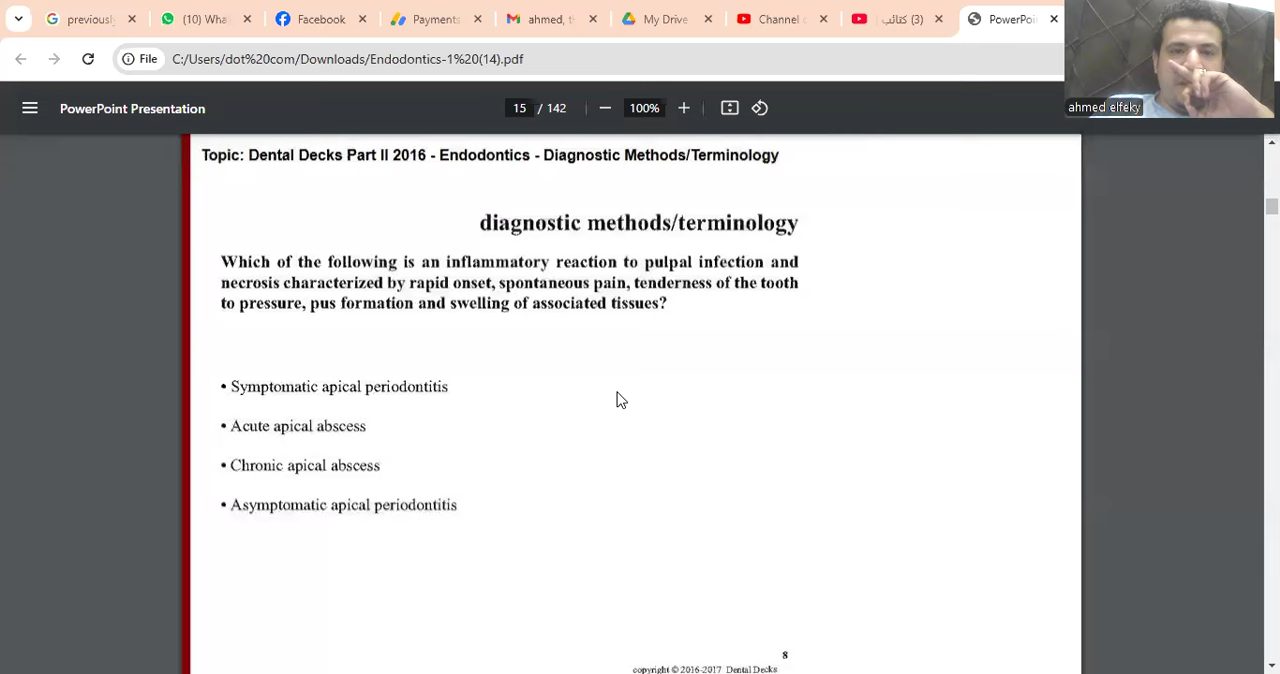 previously
(10) Wha
Facebook
Payments
ahmed, t
My Drive
Channel
(3) كتائب
PowerPoi
File
C:/Users/dot%20com/Downloads/Endodontics-1%20(14).pdf
ahmed elfeky
PowerPoint Presentation
15 / 142
100%
Topic: Dental Decks Part II 2016 - Endodontics - Diagnostic Methods/Terminology
diagnostic methods/terminology
Which of the following is an inflammatory reaction to pulpal infection and
necrosis characterized by rapid onset, spontaneous pain, tenderness of the tooth
to pressure, pus formation and swelling of associated tissues?
• Symptomatic apical periodontitis
• Acute apical abscess
• Chronic apical abscess
• Asymptomatic apical periodontitis
8
copyright © 2016-2017 Dental Decks